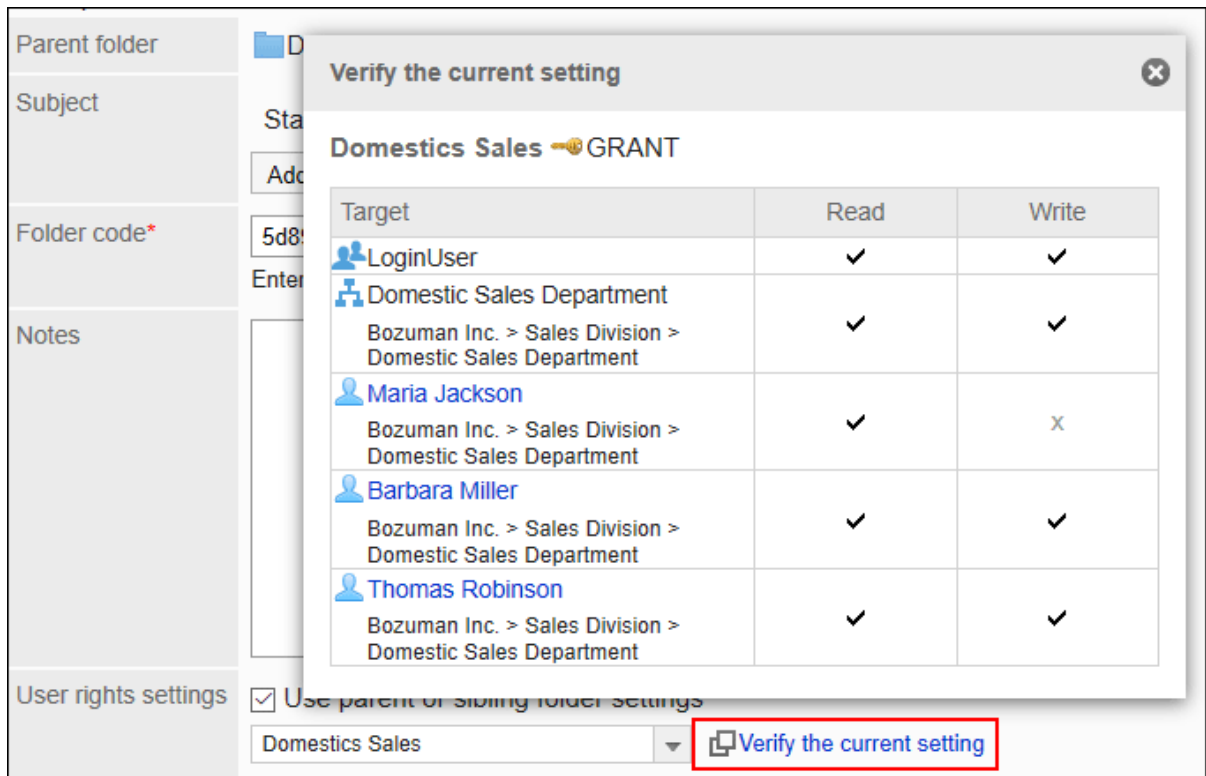 Parent folder
D
Verify the current setting
Subject
Sta
Domestics Sales GRANT
Add
Target Read Write
Folder code*
5d89
LoginUser
Enter
Domestic Sales Department
Bozuman Inc. > Sales Division >
Domestic Sales Department
Notes
Maria Jackson
x
Bozuman Inc. > Sales Division >
Domestic Sales Department
Barbara Miller
Bozuman Inc. > Sales Division >
Domestic Sales Department
Thomas Robinson
Bozuman Inc. > Sales Division >
Domestic Sales Department
User rights settings
Use parent or sibling folder settings
Domestics Sales
Verify the current setting